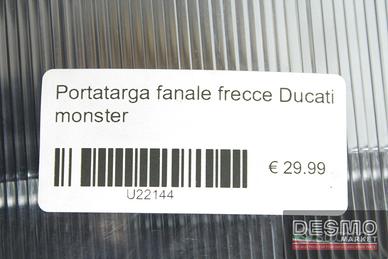 Portatarga fanale frecce Ducati
monster
€ 29.99
U22144
DESMO
MARKET